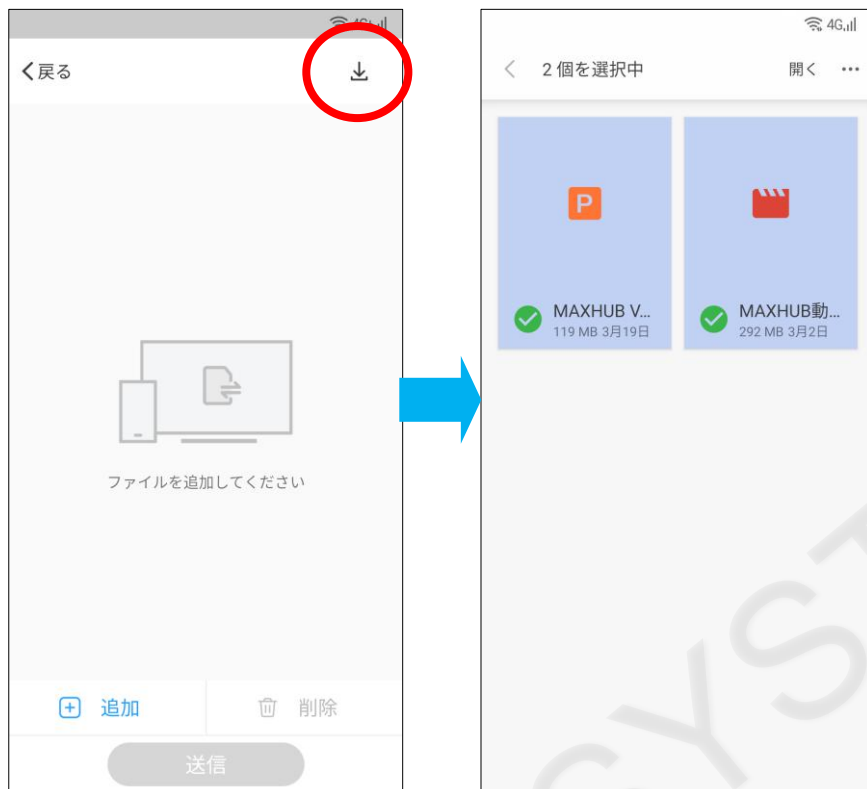 戻る
ファイルを追加してください
追加
削除
送信
4G
2 個を選択中
開く
P
MAXHUB V...
119 MB 3月19日
MAXHUB動...
292 MB 3月2日